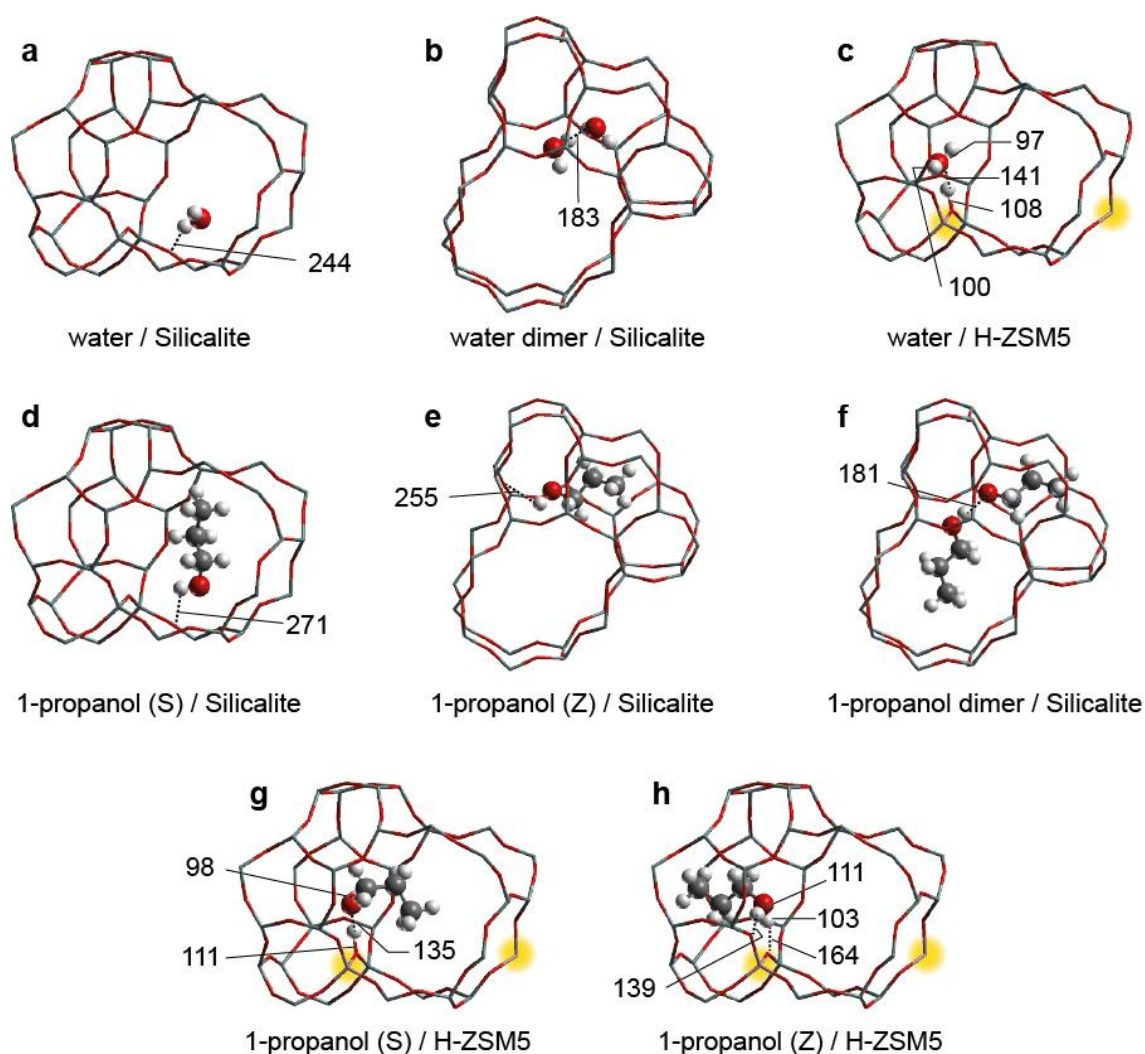 a
b
c
97
141
183
108
244
100
water / Silicalite
water dimer / Silicalite
water / H-ZSM5
d
e
f
181
255
271
1-propanol (S) / Silicalite
1-propanol (Z) / Silicalite
1-propanol dimer / Silicalite
g
h
98
111
103
135
111
164
139
1-propanol (S) / H-ZSM5
1-propanol (Z) / H-ZSM5